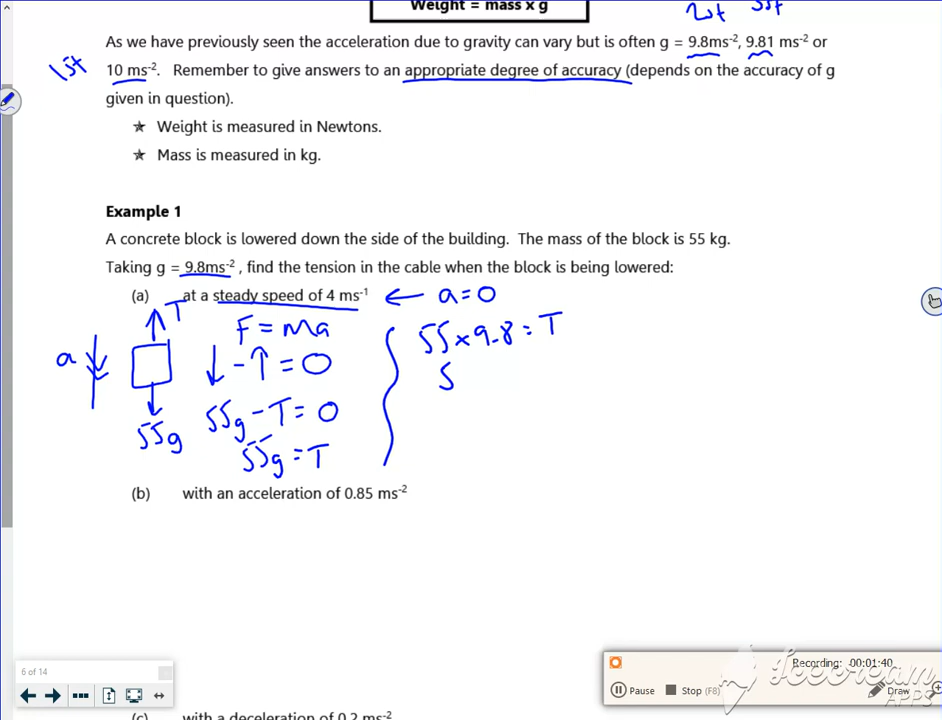 Weight = mass x g
2sf 3sf
As we have previously seen the acceleration due to gravity can vary but is often g = 9.8ms⁻², 9.81 ms⁻² or
1sf 10 ms⁻². Remember to give answers to an appropriate degree of accuracy (depends on the accuracy of g
given in question).
★ Weight is measured in Newtons.
★ Mass is measured in kg.
Example 1
A concrete block is lowered down the side of the building. The mass of the block is 55 kg.
Taking g = 9.8ms⁻² , find the tension in the cable when the block is being lowered:
(a) at a steady speed of 4 ms⁻¹ ← a=0
T
F = ma
55×9.8=T
a
↓ - ↑ = 0
5
55g - T = 0
55g
55g = T
(b) with an acceleration of 0.85 ms⁻²
6 of 14
Recording: 00:01:40
Icecream
APPS
Pause Stop (F8) Draw
(c) with a deceleration of 0.2 ms⁻²